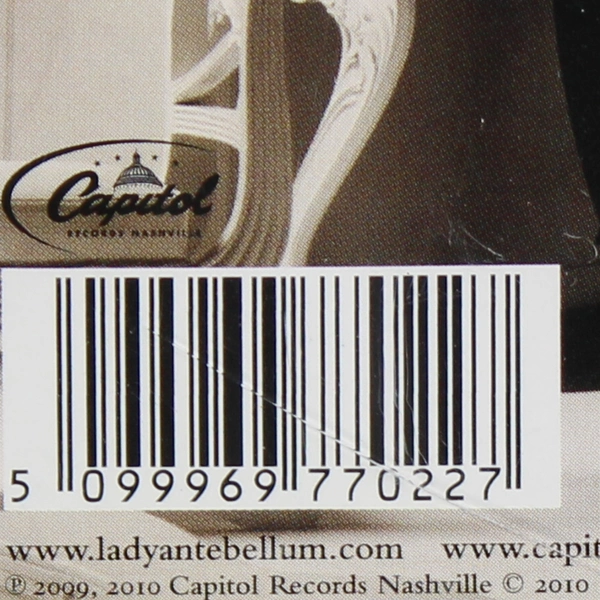 Capitol
RECORDS NASHVILLE
5 099969 770227
www.ladyantebellum.com www.capit
℗ 2009, 2010 Capitol Records Nashville © 2010